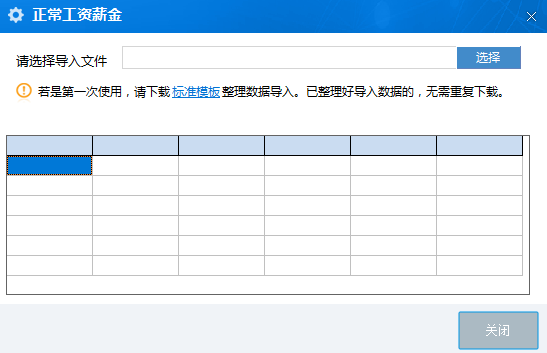 正常工资薪金
请选择导入文件 选择
若是第一次使用，请下载标准模板整理数据导入。已整理好导入数据的，无需重复下载。
关闭